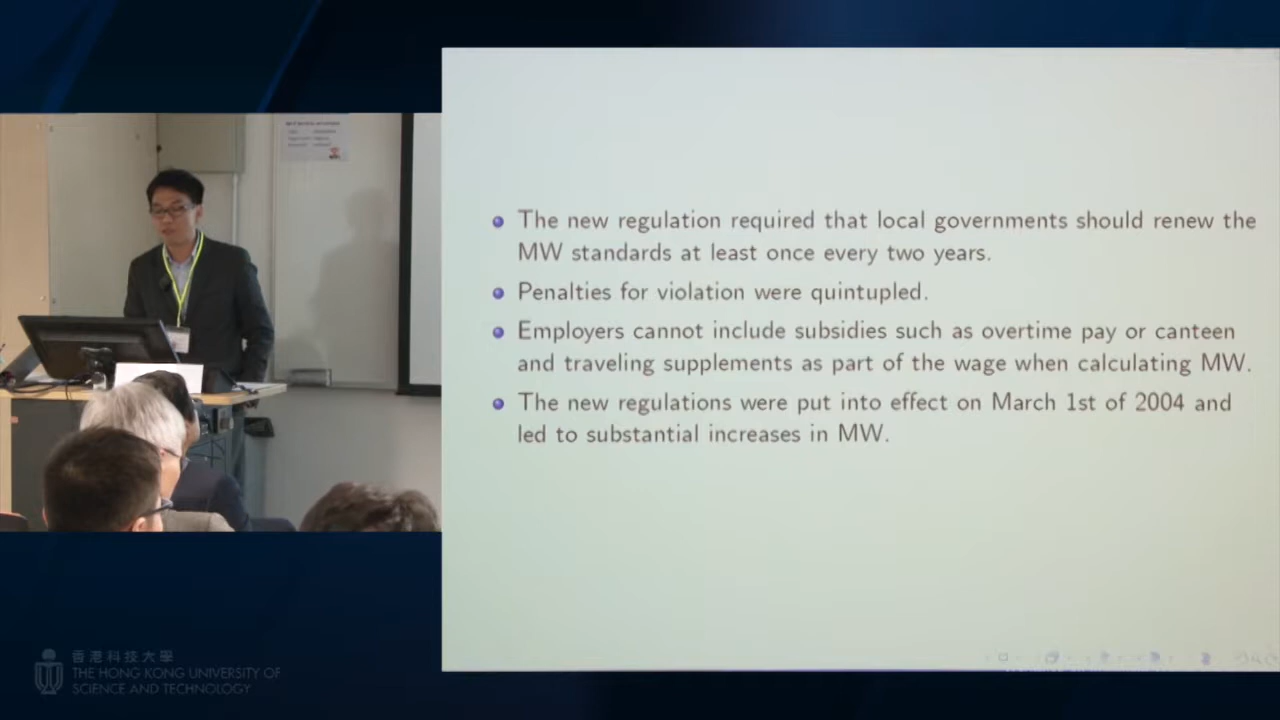 The new regulation required that local governments should renew the
MW standards at least once every two years.
Penalties for violation were quintupled.
Employers cannot include subsidies such as overtime pay or canteen
and traveling supplements as part of the wage when calculating MW.
The new regulations were put into effect on March 1st of 2004 and
led to substantial increases in MW.
香港科技大學
THE HONG KONG UNIVERSITY OF
SCIENCE AND TECHNOLOGY